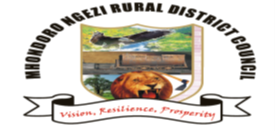 MHONDORO NGEZI RURAL DISTRICT COUNCIL
Vision, Resilience, Prosperity